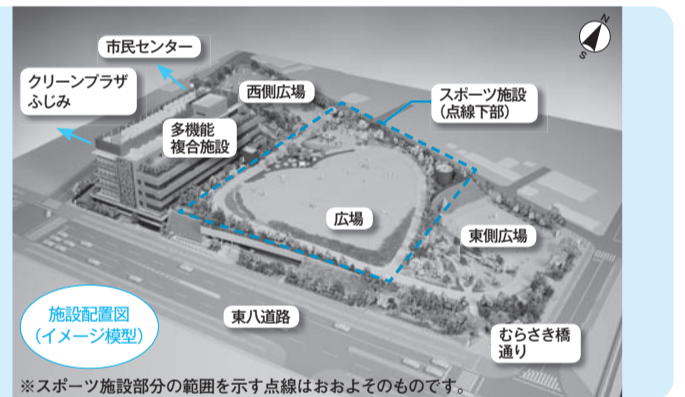 N
S
市民センター
クリーンプラザ
ふじみ
西側広場
スポーツ施設
(点線下部)
多機能
複合施設
広場
東側広場
施設配置図
(イメージ模型)
東八道路
むらさき橋
通り
※スポーツ施設部分の範囲を示す点線はおおよそのものです。